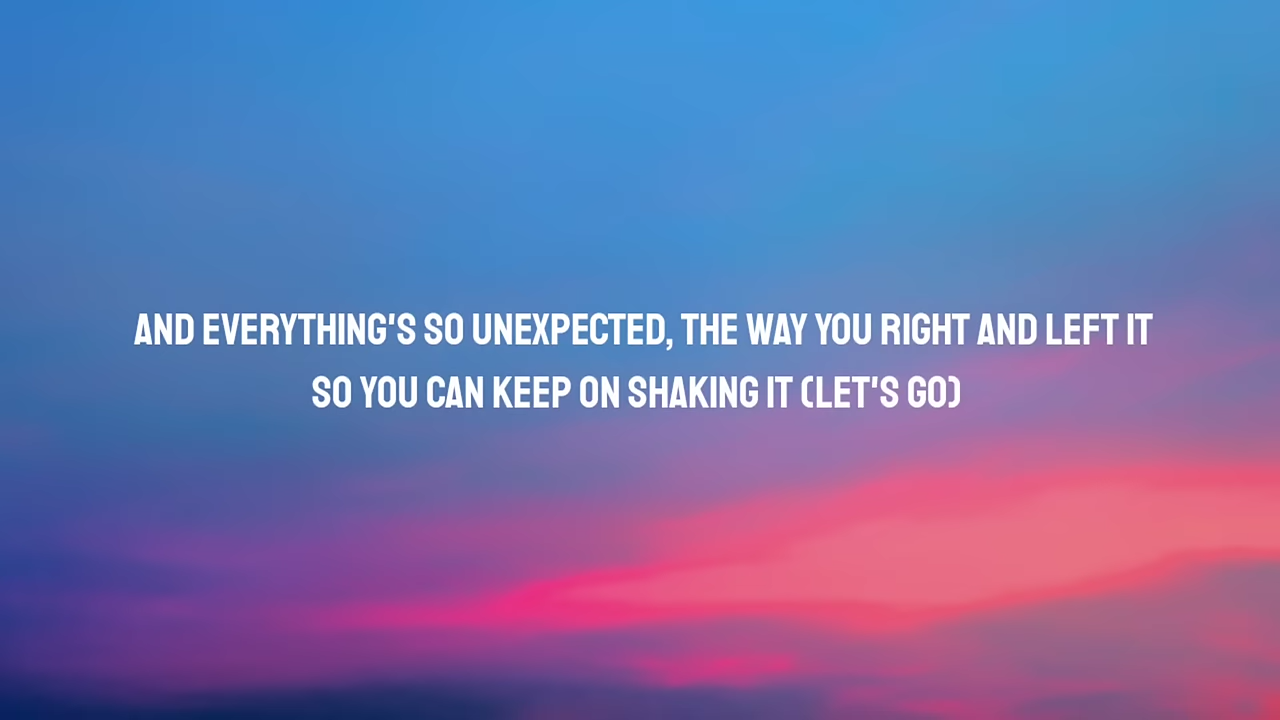 AND EVERYTHING'S SO UNEXPECTED, THE WAY YOU RIGHT AND LEFT IT
SO YOU CAN KEEP ON SHAKING IT (LET'S GO)